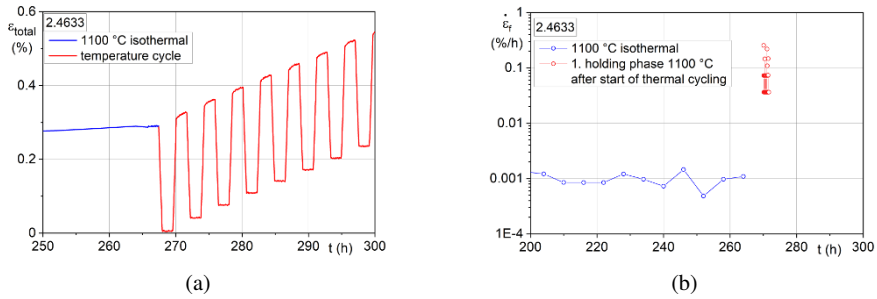 0.6
ε_total
(%)
2.4633
1100 °C isothermal
temperature cycle
0.4
0.2
0
250 260 270 280 290 t (h) 300
(a)
1
ε̇_f
(%/h)
2.4633
1100 °C isothermal
1. holding phase 1100 °C
after start of thermal cycling
0.1
0.01
0.001
1E-4
200 220 240 260 280 t (h) 300
(b)